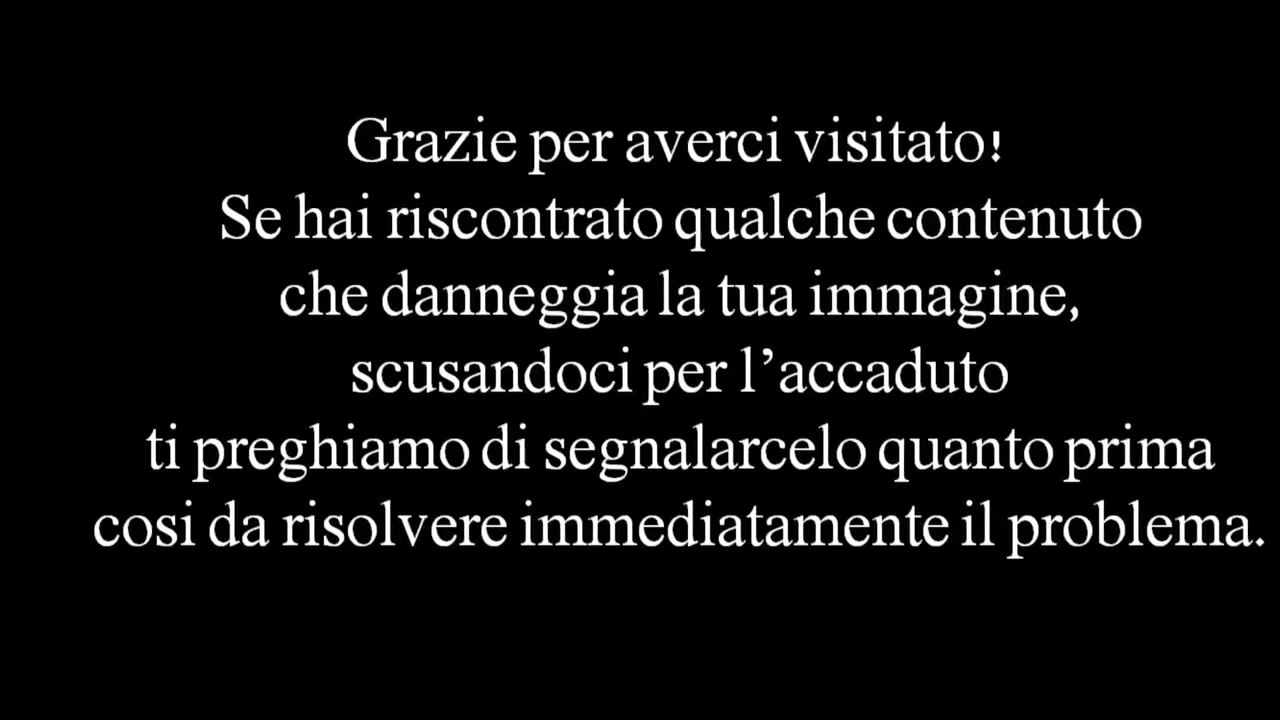 Grazie per averci visitato!
Se hai riscontrato qualche contenuto
che danneggia la tua immagine,
scusandoci per l’accaduto
ti preghiamo di segnalarcelo quanto prima
cosi da risolvere immediatamente il problema.